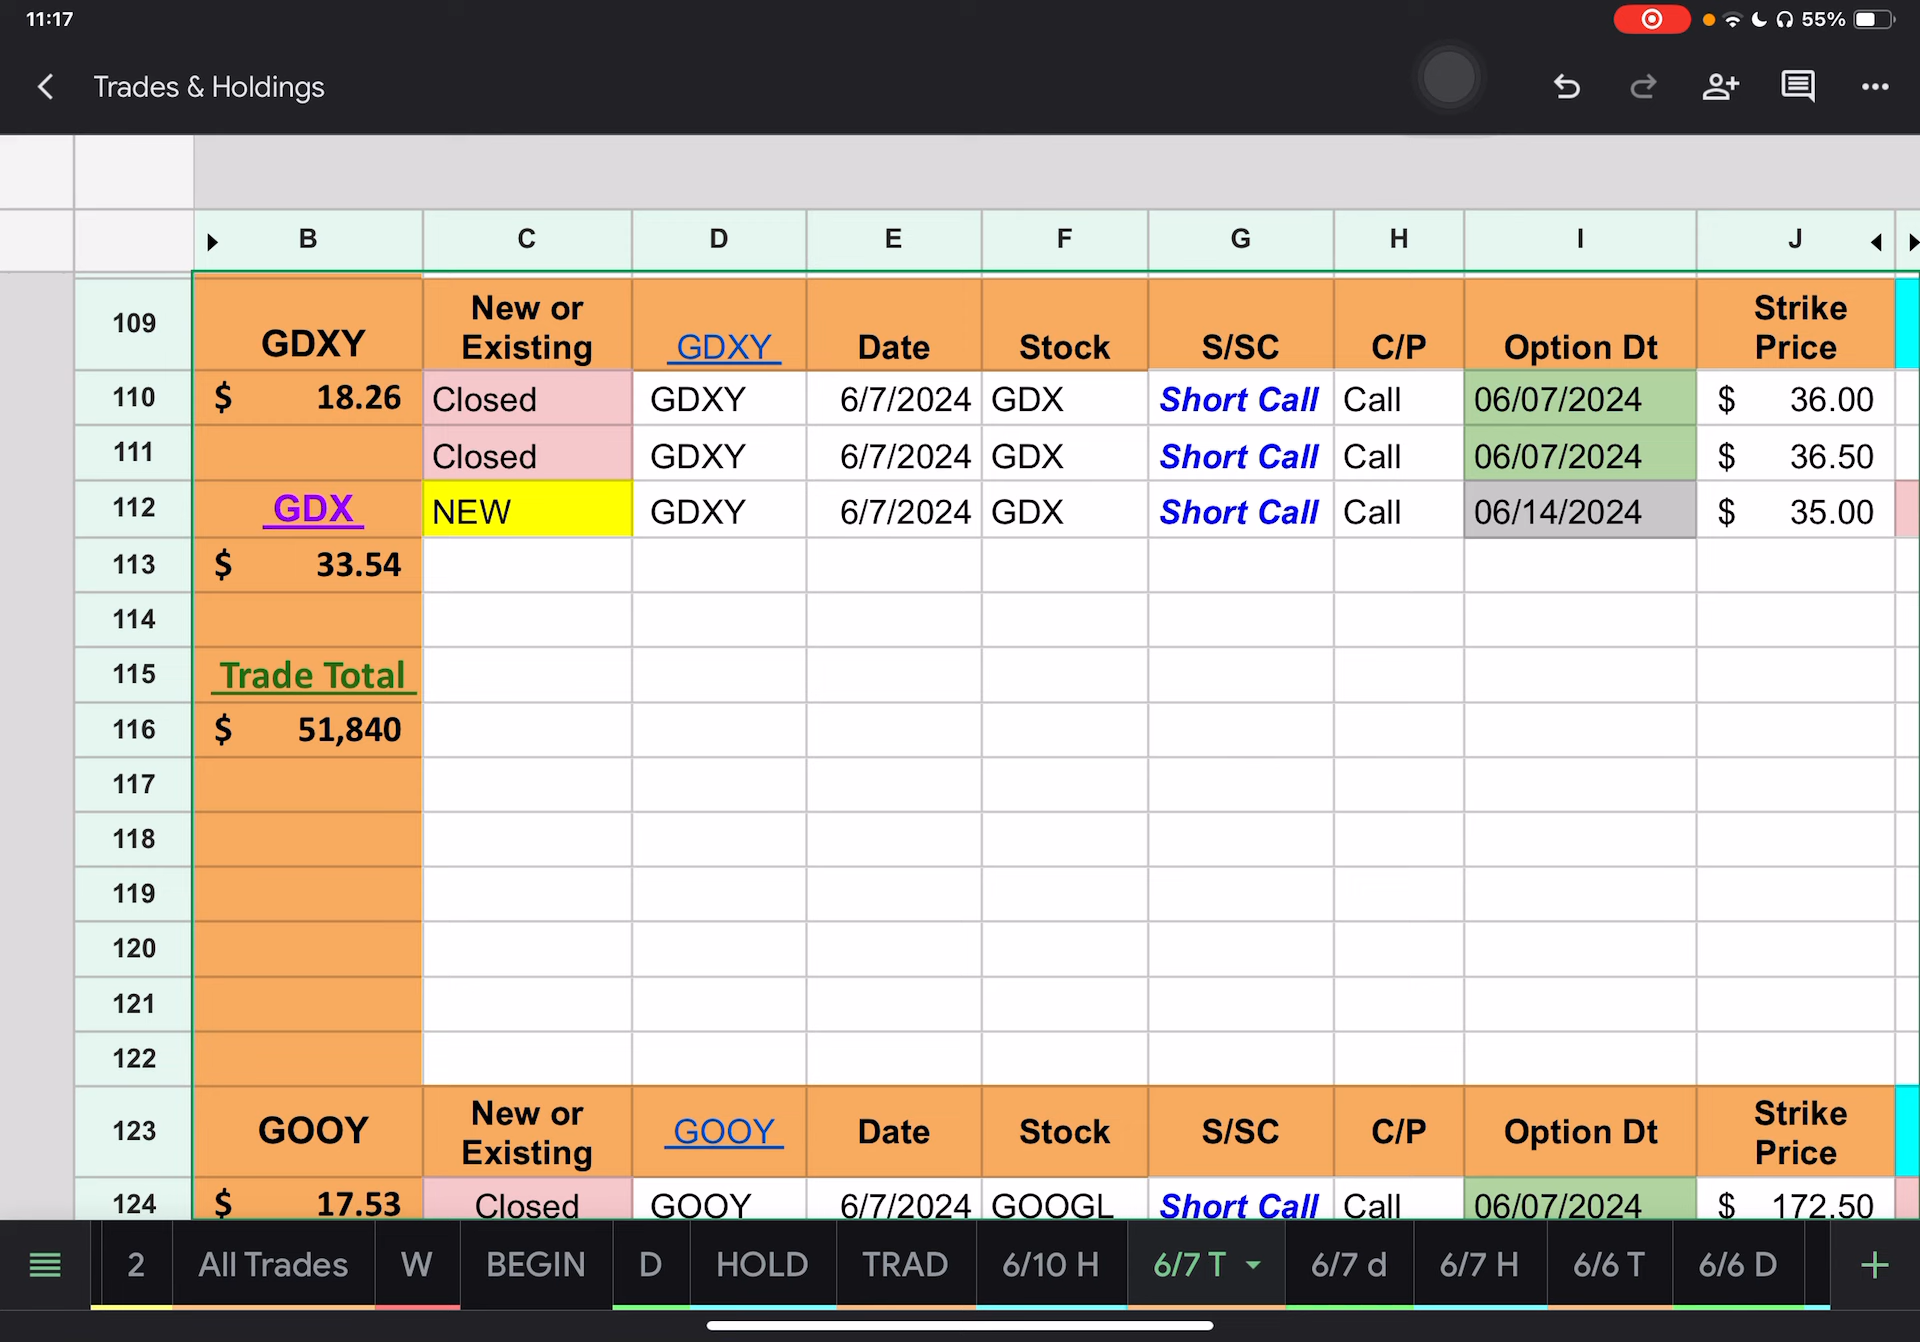 11:17
55%
Trades & Holdings
B C D E F G H I J
109 GDXY New or Existing GDXY Date Stock S/SC C/P Option Dt Strike Price
110 $ 18.26 Closed GDXY 6/7/2024 GDX Short Call Call 06/07/2024 $ 36.00
111 Closed GDXY 6/7/2024 GDX Short Call Call 06/07/2024 $ 36.50
112 GDX NEW GDXY 6/7/2024 GDX Short Call Call 06/14/2024 $ 35.00
113 $ 33.54
114
115 Trade Total
116 $ 51,840
117
118
119
120
121
122
123 GOOY New or Existing GOOY Date Stock S/SC C/P Option Dt Strike Price
124 $ 17.53 Closed GOOY 6/7/2024 GOOGL Short Call Call 06/07/2024 $ 172.50
2 All Trades W BEGIN D HOLD TRAD 6/10 H 6/7 T 6/7 d 6/7 H 6/6 T 6/6 D